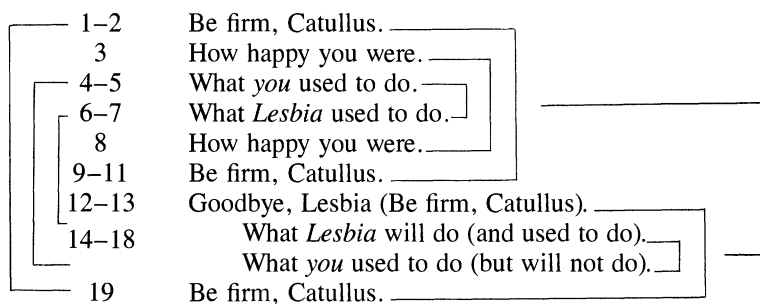 1–2 Be firm, Catullus.
3 How happy you were.
4–5 What you used to do.
6–7 What Lesbia used to do.
8 How happy you were.
9–11 Be firm, Catullus.
12–13 Goodbye, Lesbia (Be firm, Catullus).
14–18 What Lesbia will do (and used to do).
What you used to do (but will not do).
19 Be firm, Catullus.